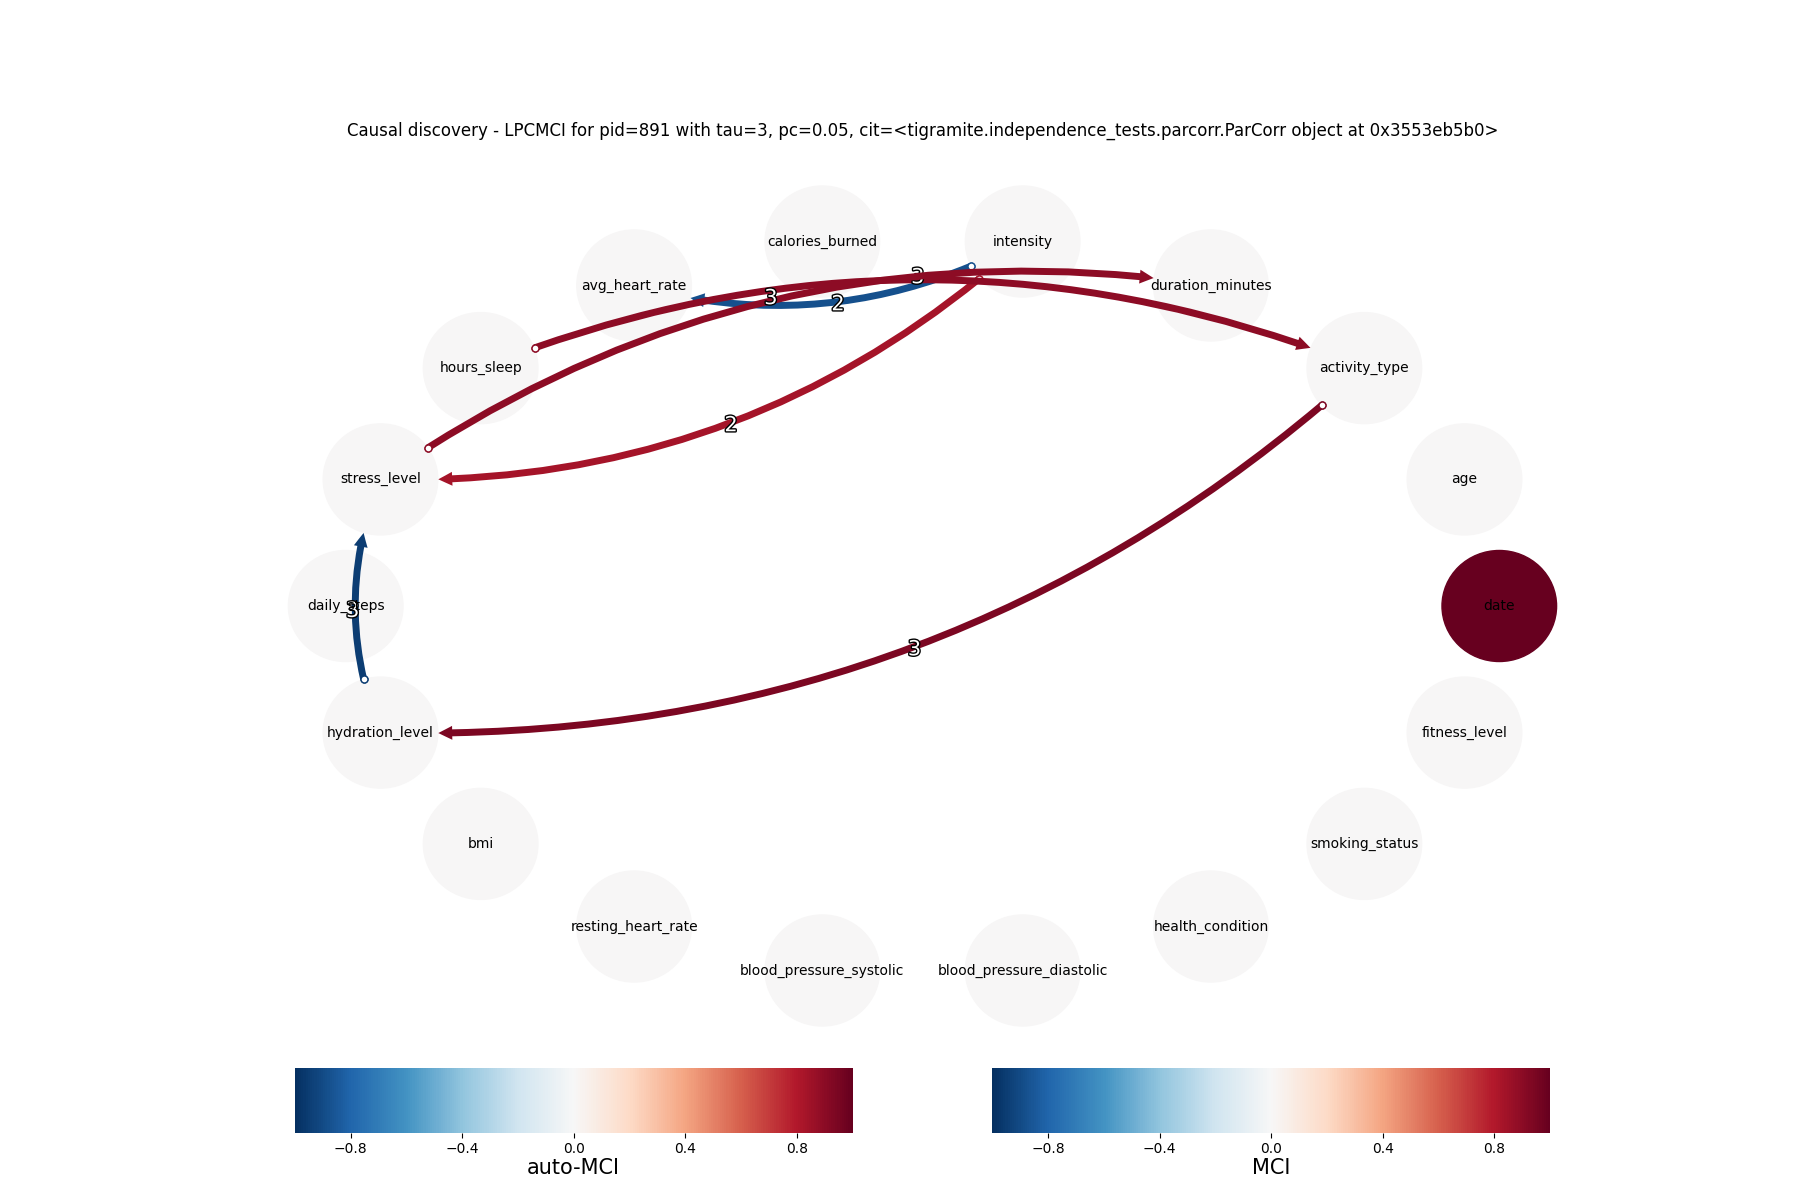 Causal discovery - LPCMCI for pid=891 with tau=3, pc=0.05, cit=<tigramite.independence_tests.parcorr.ParCorr object at 0x3553eb5b0>
calories_burned
intensity
avg_heart_rate
duration_minutes
3
3
2
hours_sleep
activity_type
2
stress_level
age
daily_steps
3
date
3
hydration_level
fitness_level
bmi
smoking_status
resting_heart_rate
health_condition
blood_pressure_systolic
blood_pressure_diastolic
−0.8 −0.4 0.0 0.4 0.8
auto-MCI
−0.8 −0.4 0.0 0.4 0.8
MCI